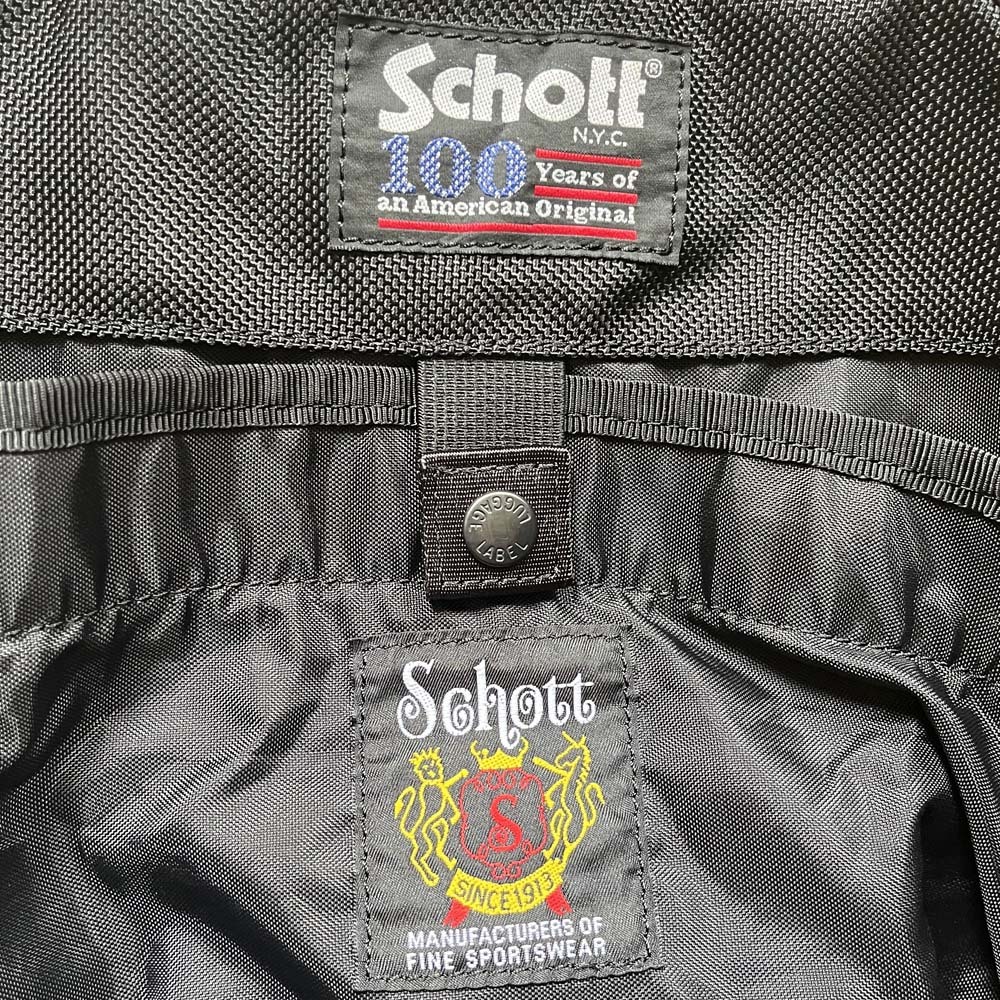 Schott®
N.Y.C.
100 Years of
an American Original
LUGGAGE
LABEL
Schott
S
SINCE 1913
MANUFACTURERS OF
FINE SPORTSWEAR